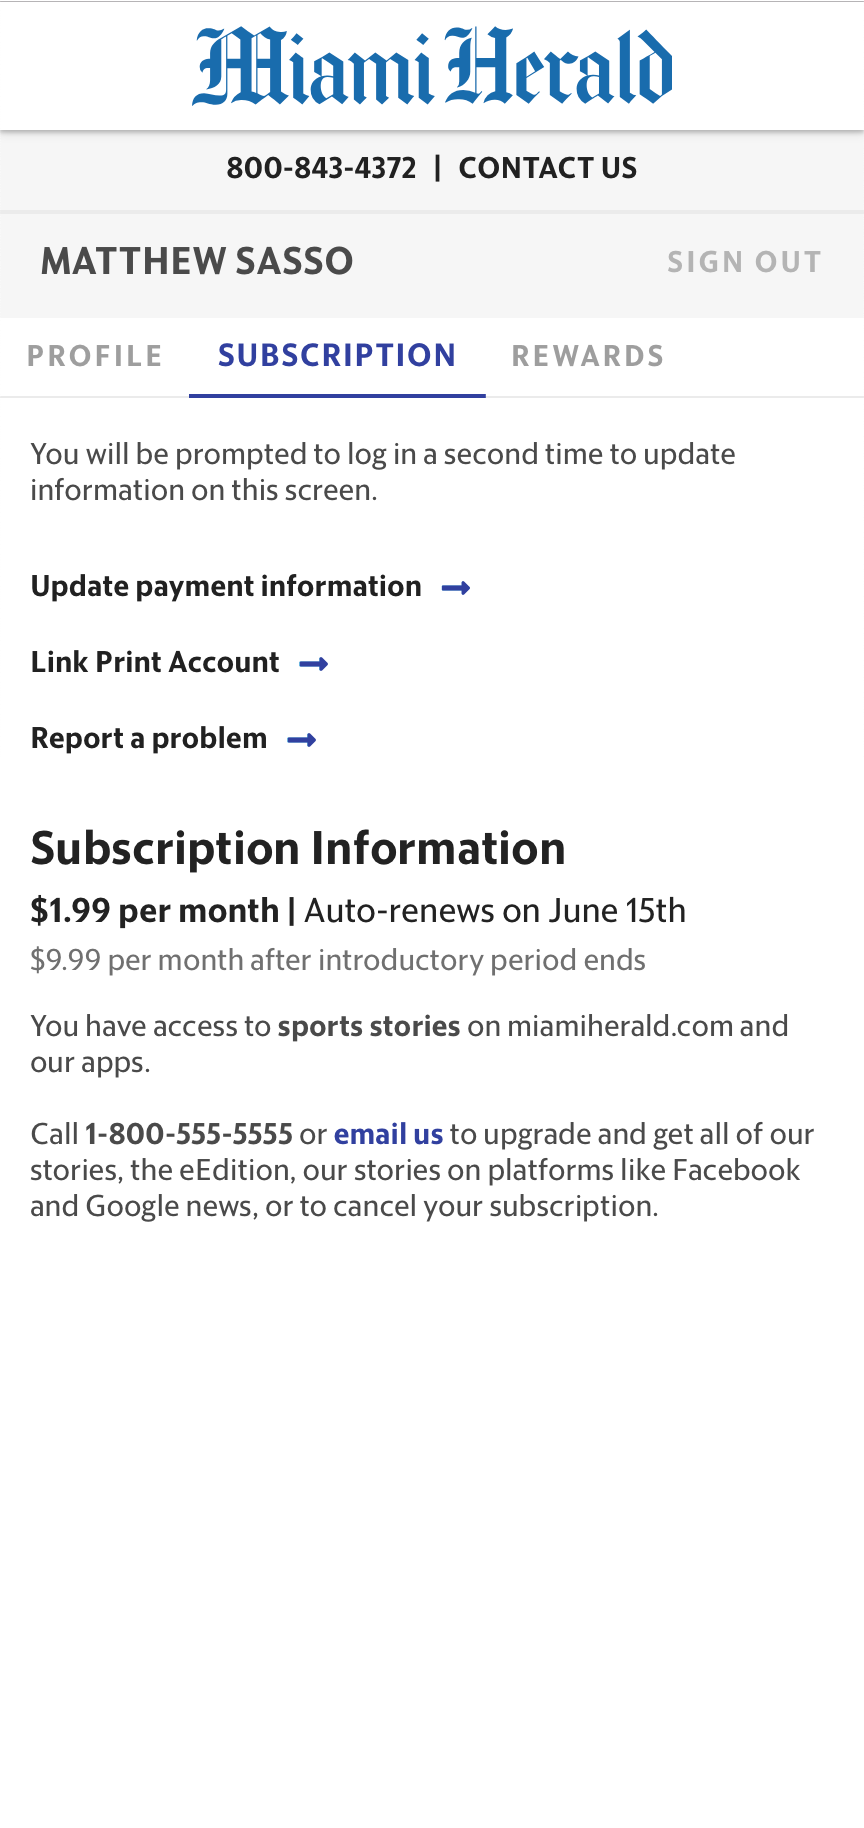 Miami Herald
800-843-4372 | CONTACT US
MATTHEW SASSO SIGN OUT
PROFILE SUBSCRIPTION REWARDS
You will be prompted to log in a second time to update
information on this screen.
Update payment information →
Link Print Account →
Report a problem →
Subscription Information
$1.99 per month | Auto-renews on June 15th
$9.99 per month after introductory period ends
You have access to sports stories on miamiherald.com and
our apps.
Call 1-800-555-5555 or email us to upgrade and get all of our
stories, the eEdition, our stories on platforms like Facebook
and Google news, or to cancel your subscription.